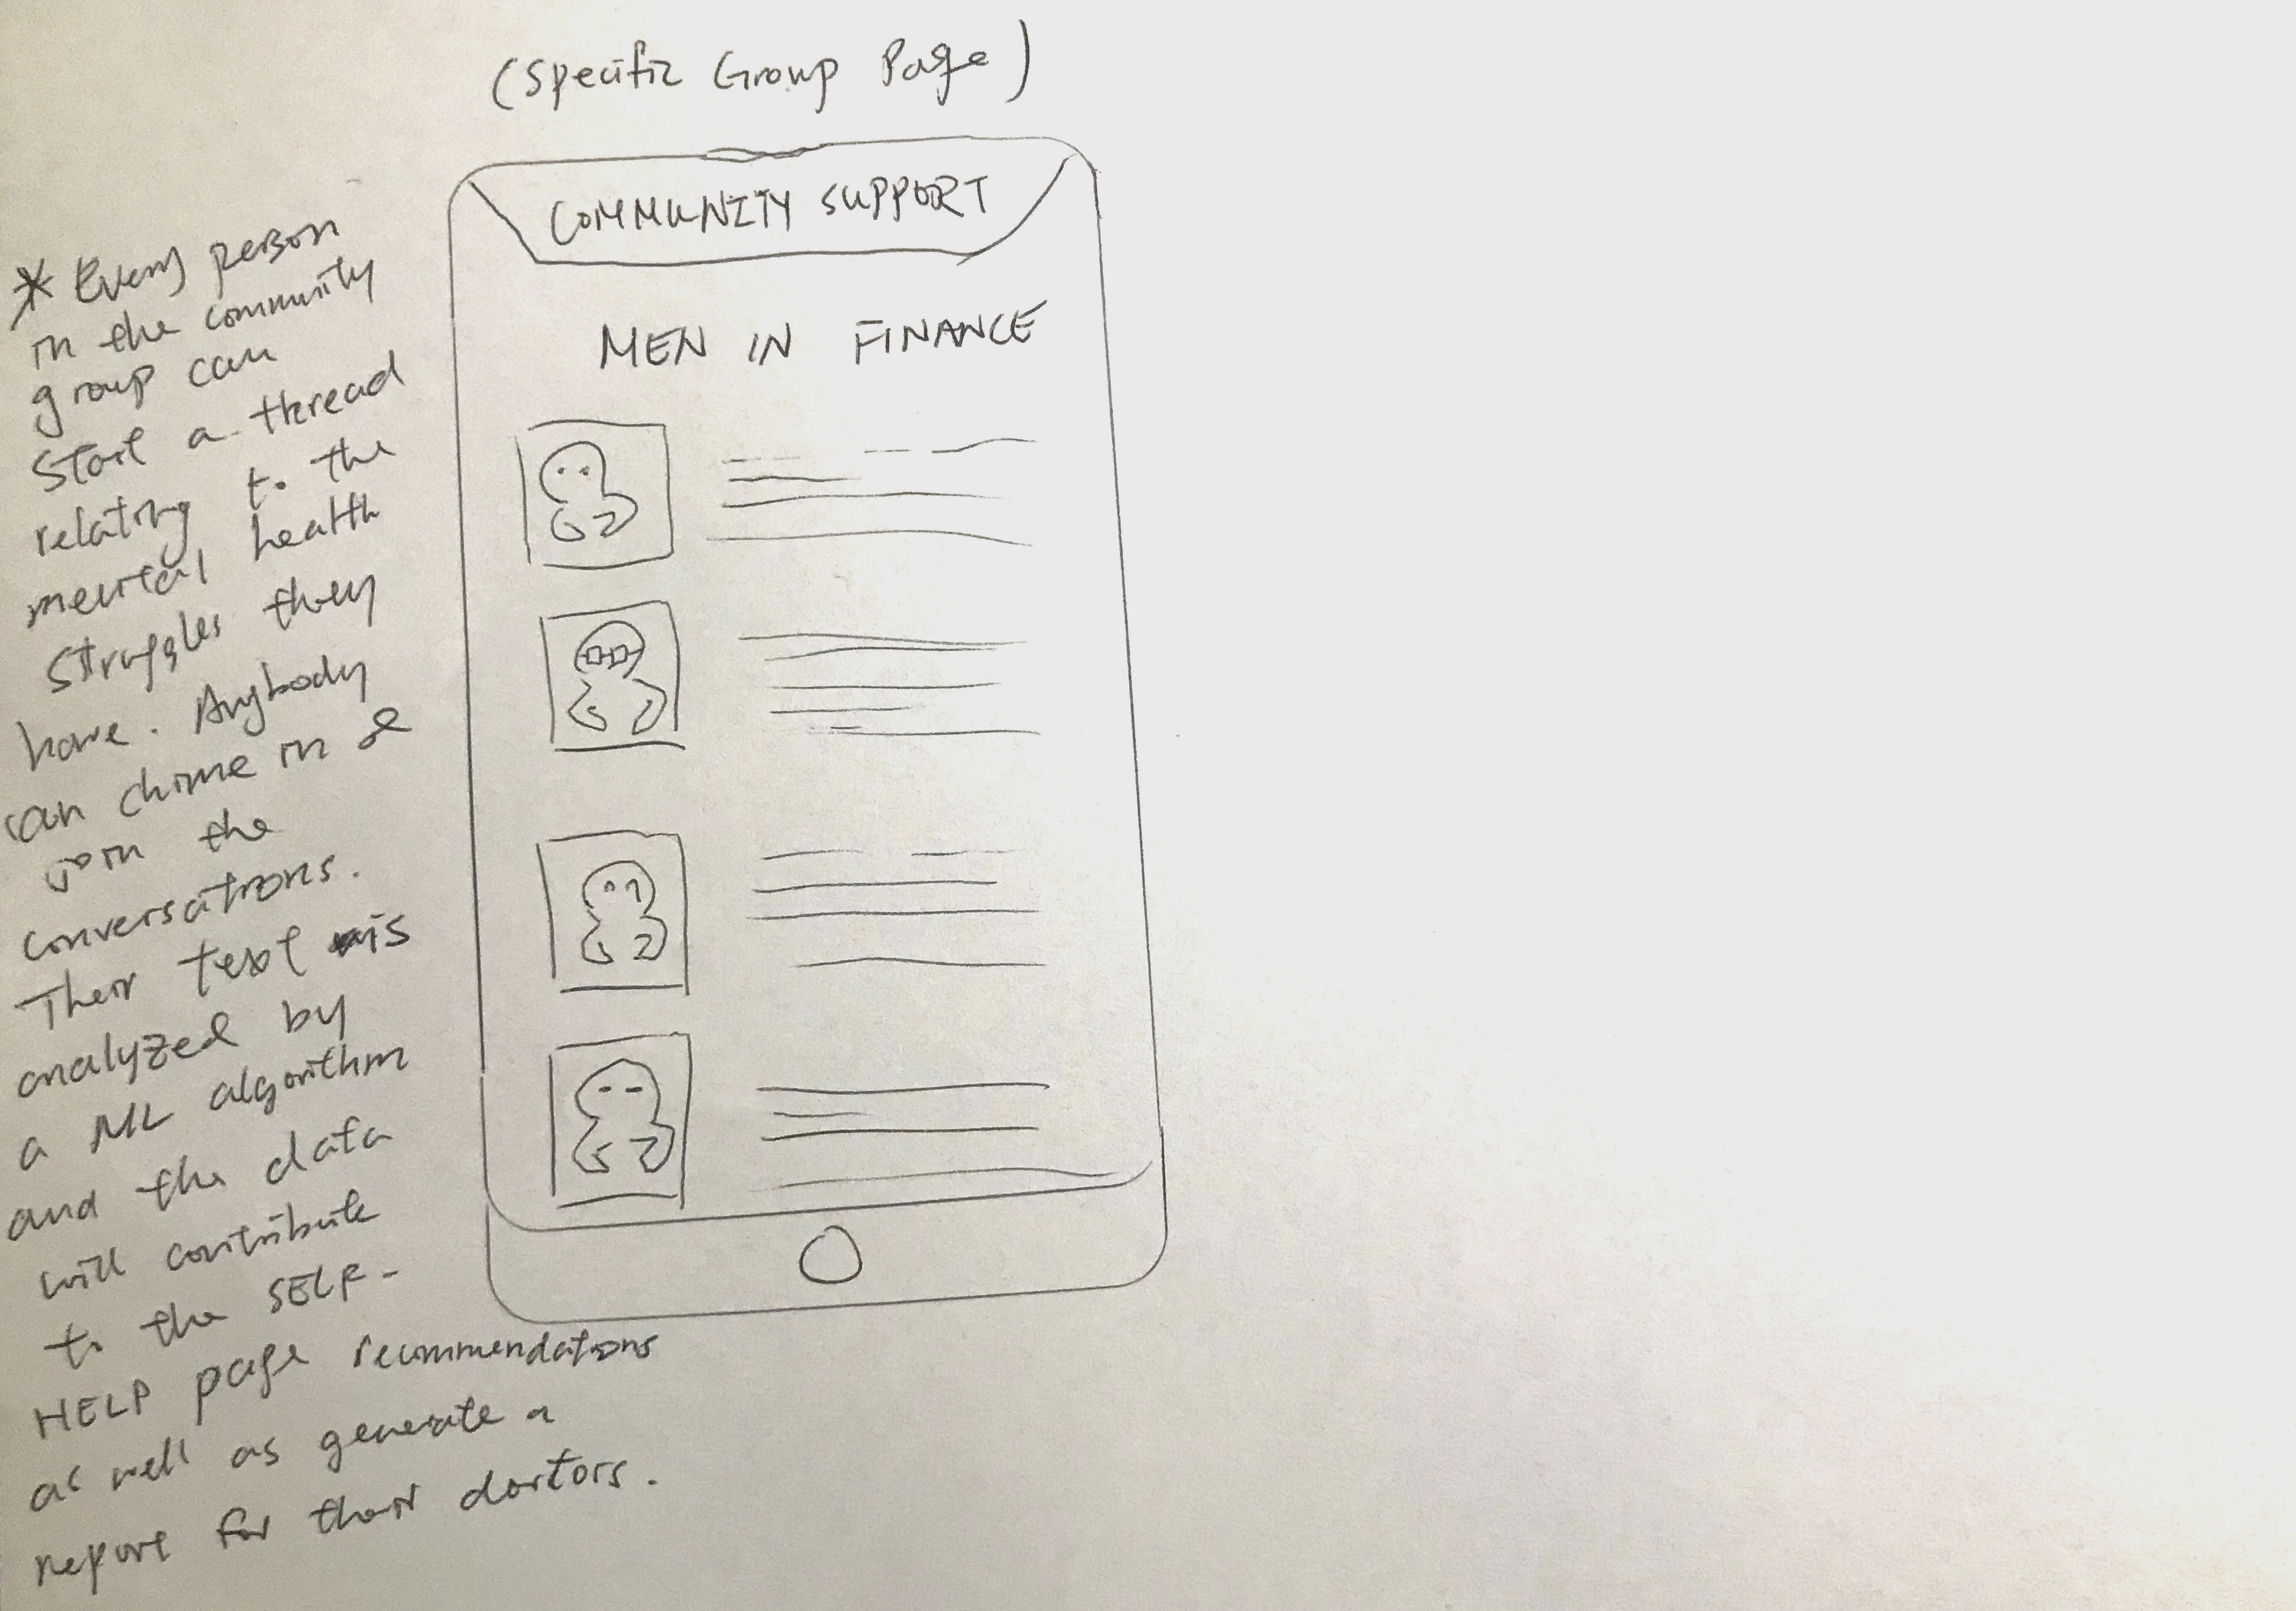 (Specific Group Page)
COMMUNITY SUPPORT
MEN IN FINANCE
* Every person
in the community
group can
start a thread
relating to the
mental health
struggles they
have. Anybody
can chime in &
join the
conversations.
Their text is
analyzed by
a ML algorithm
and the data
will contribute
to the SELF-
HELP page recommendations
as well as generate a
report for their doctors.